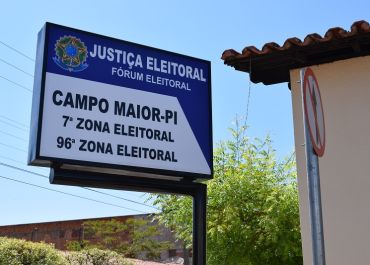 JUSTIÇA ELEITORAL
FÓRUM ELEITORAL
CAMPO MAIOR-PI
7ª ZONA ELEITORAL
96ª ZONA ELEITORAL